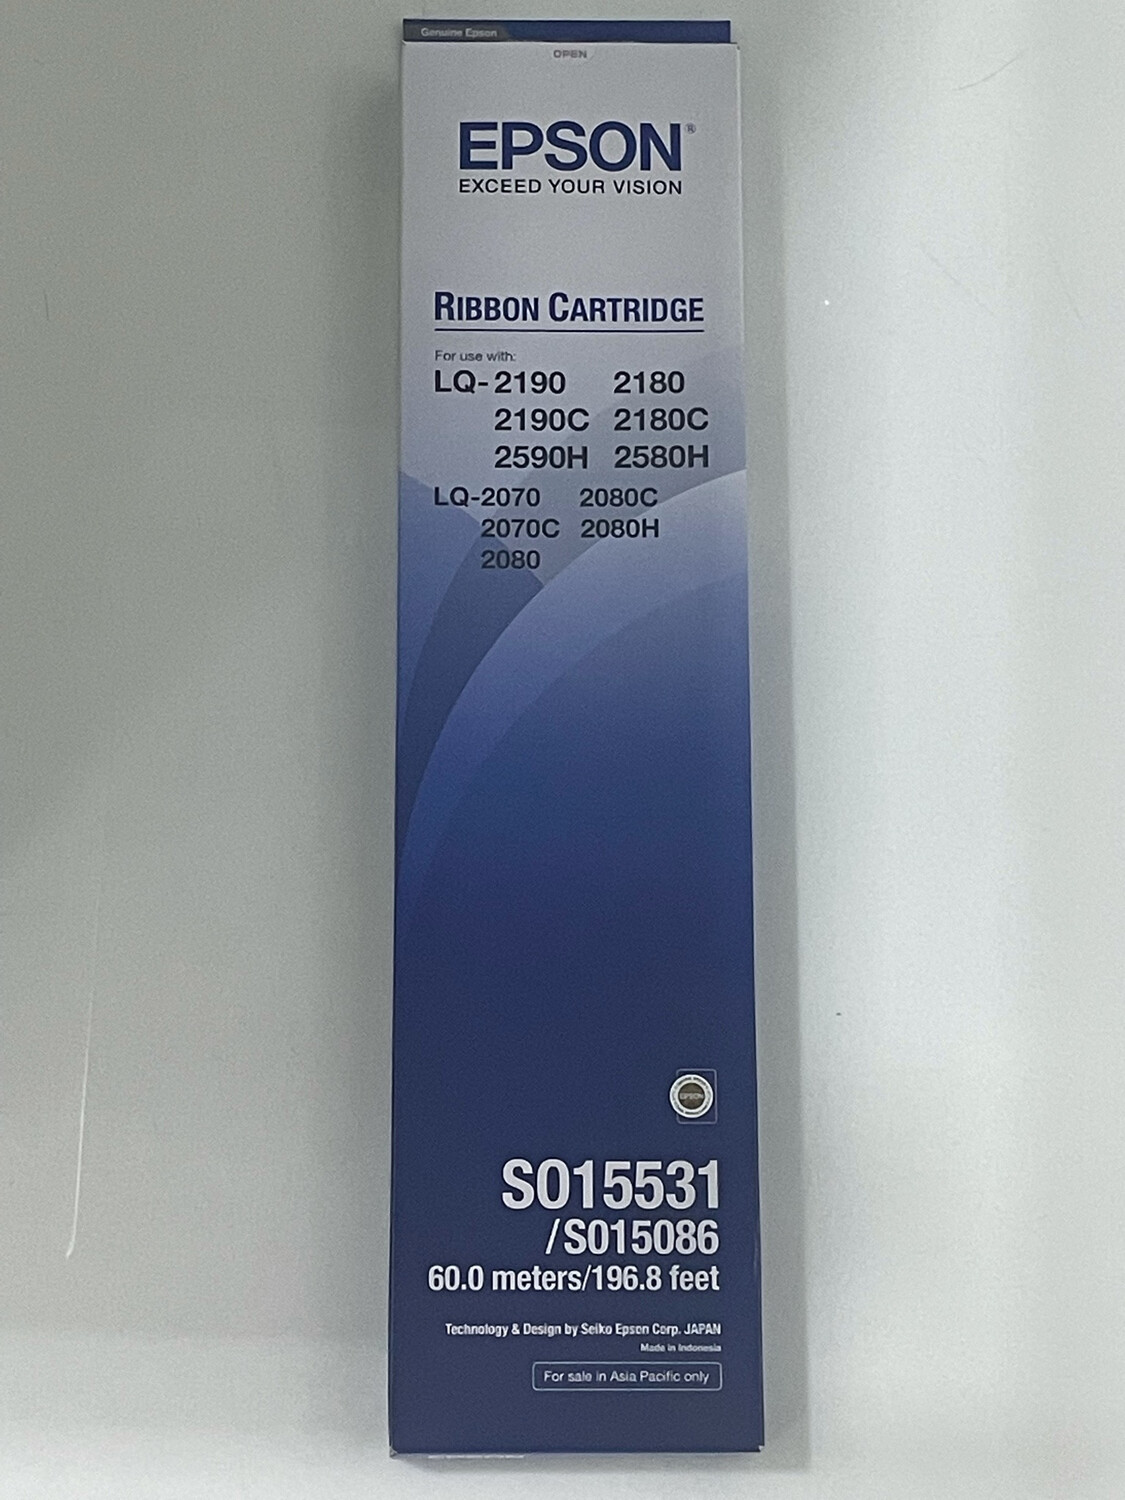 Genuine Epson
OPEN
EPSON®
EXCEED YOUR VISION
RIBBON CARTRIDGE
For use with:
LQ-2190 2180
2190C 2180C
2590H 2580H
LQ-2070 2080C
2070C 2080H
2080
EPSON
S015531
/S015086
60.0 meters/196.8 feet
Technology & Design by Seiko Epson Corp. JAPAN
Made in Indonesia
For sale in Asia Pacific only